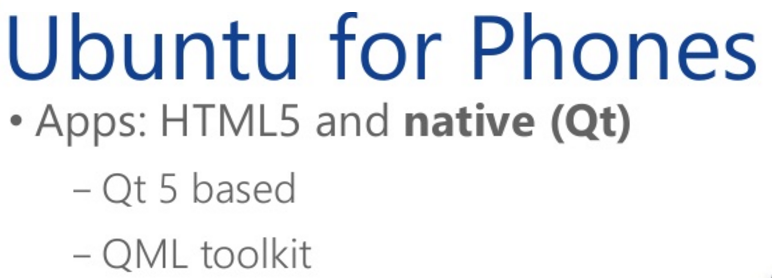 Ubuntu for Phones
• Apps: HTML5 and native (Qt)
– Qt 5 based
– QML toolkit